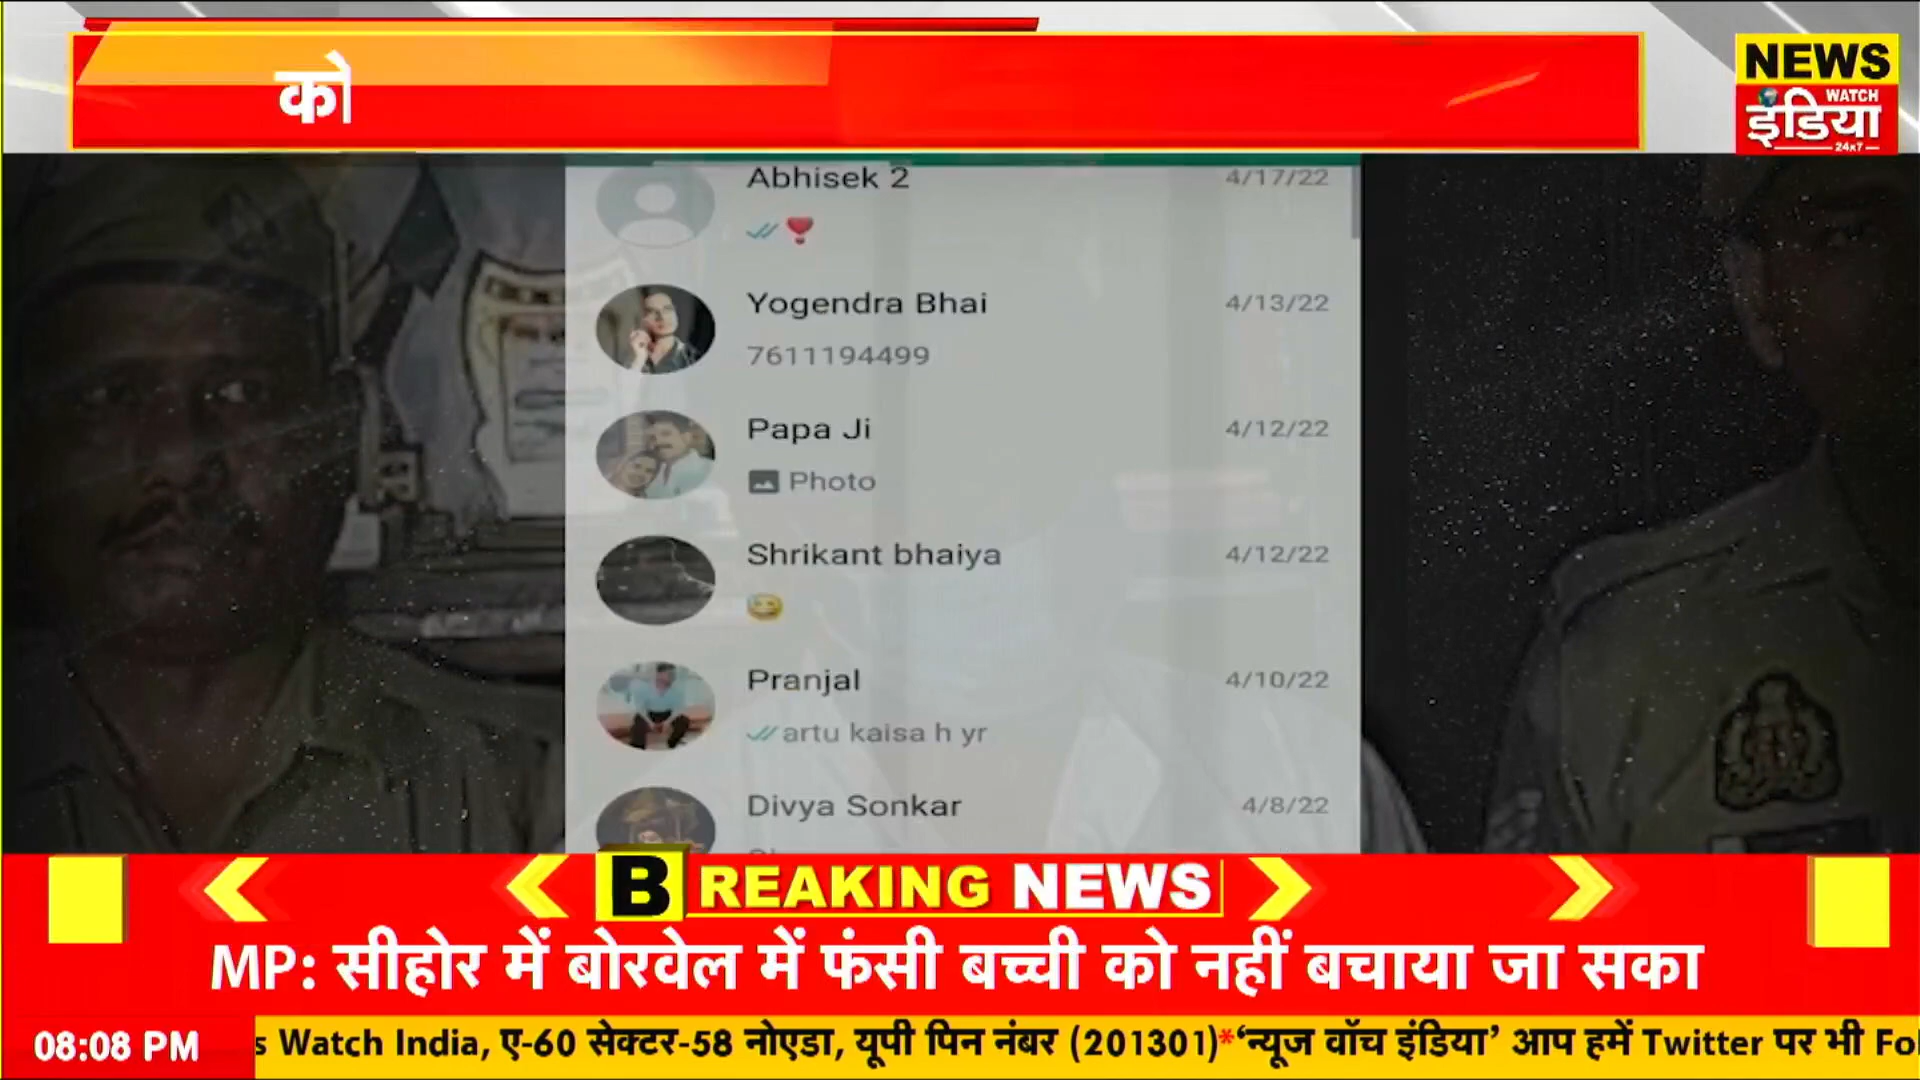 को
NEWS
WATCH
इंडिया
24x7
Abhisek 2
4/17/22
Yogendra Bhai
4/13/22
7611194499
Papa Ji
4/12/22
Photo
Shrikant bhaiya
4/12/22
Pranjal
4/10/22
artu kaisa h yr
Divya Sonkar
4/8/22
BREAKING NEWS
MP: सीहोर में बोरवेल में फंसी बच्ची को नहीं बचाया जा सका
08:08 PM
s Watch India, ए-60 सेक्टर-58 नोएडा, यूपी पिन नंबर (201301)*‘न्यूज वॉच इंडिया’ आप हमें Twitter पर भी Fol